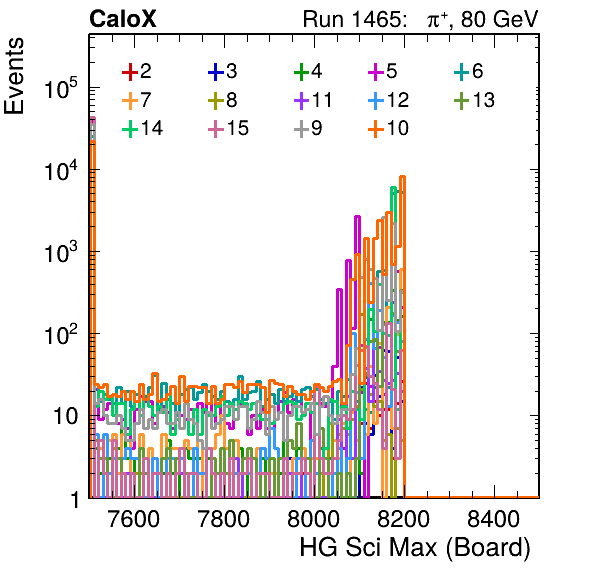 CaloX Run 1465: π⁺, 80 GeV
Events
2 3 4 5 6
7 8 11 12 13
14 15 9 10
10⁵
10⁴
10³
10²
10
1
7600 7800 8000 8200 8400
HG Sci Max (Board)